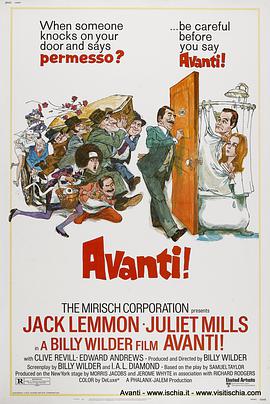 When someone
knocks on your
door and says
permesso?
...be careful
before
you say
Avanti!
Avanti!
THE MIRISCH CORPORATION presents
JACK LEMMON · JULIET MILLS
IN A BILLY WILDER FILM AVANTI!
with CLIVE REVILL · EDWARD ANDREWS · Produced and Directed by BILLY WILDER
Screenplay by BILLY WILDER and I.A.L. DIAMOND · Based on the play by SAMUEL TAYLOR
Produced on the New York stage by MORRIS JACOBS and JEROME WHYTE in association with RICHARD RODGERS
COLOR by DeLuxe® A PHALANX-JALEM Production
United Artists
R
RESTRICTED
Avanti - www.ischia.it - www.visitischia.com